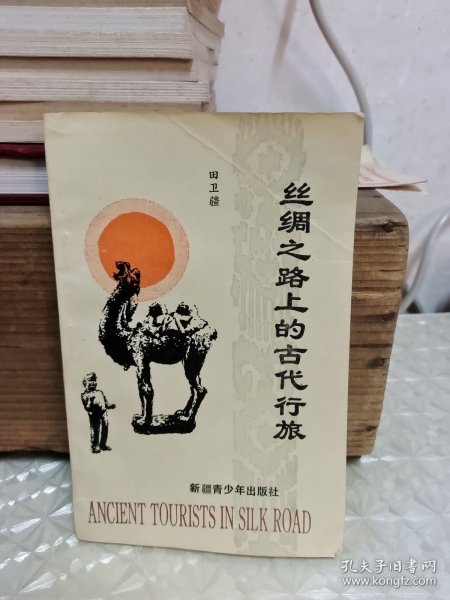 田卫疆
丝绸之路上的古代行旅
新疆青少年出版社
ANCIENT TOURISTS IN SILK ROAD
孔夫子旧书网
www.kongfz.com